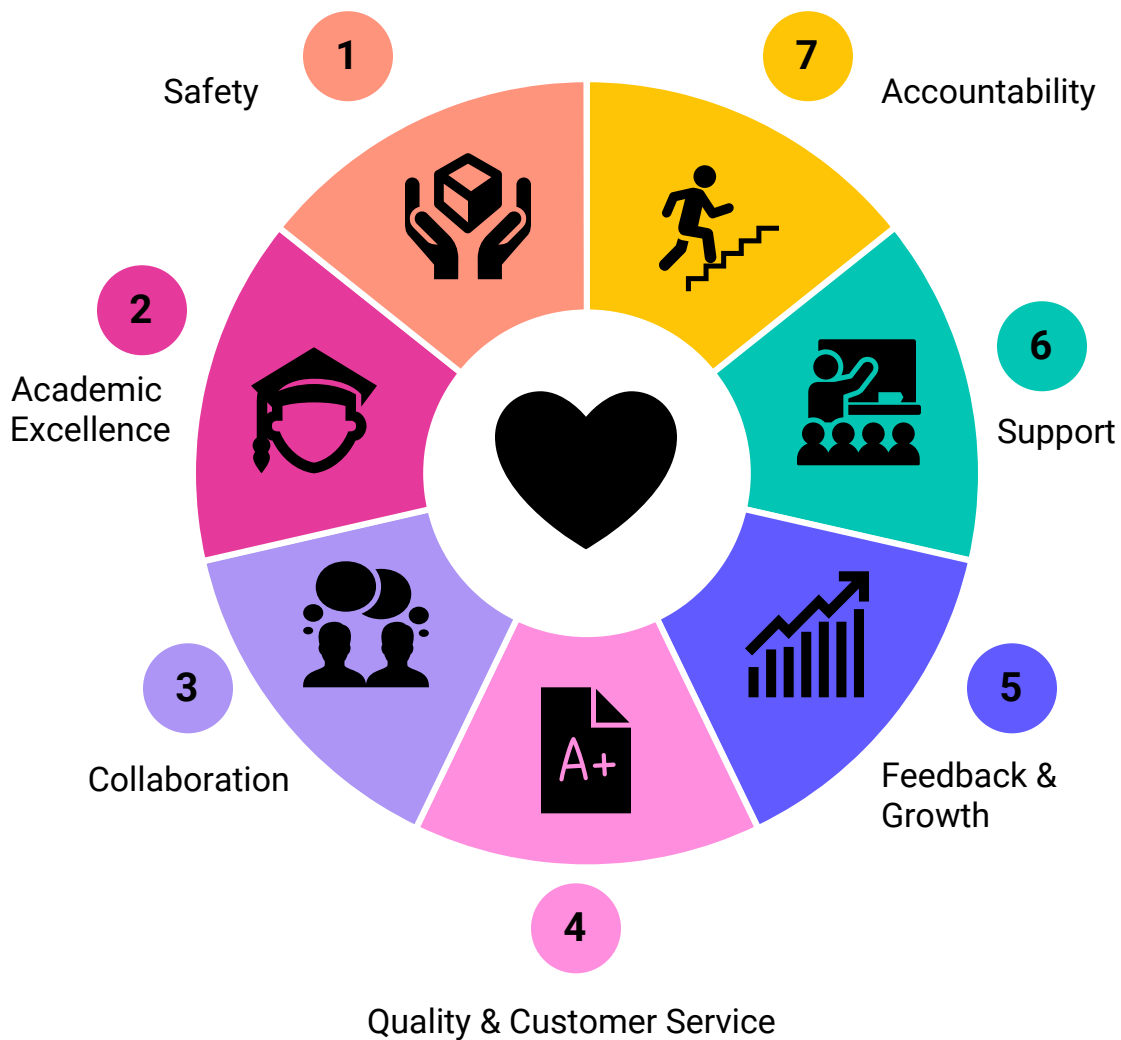 1
Safety
7
Accountability
2
Academic
Excellence
6
Support
3
Collaboration
5
Feedback &
Growth
A+
4
Quality & Customer Service